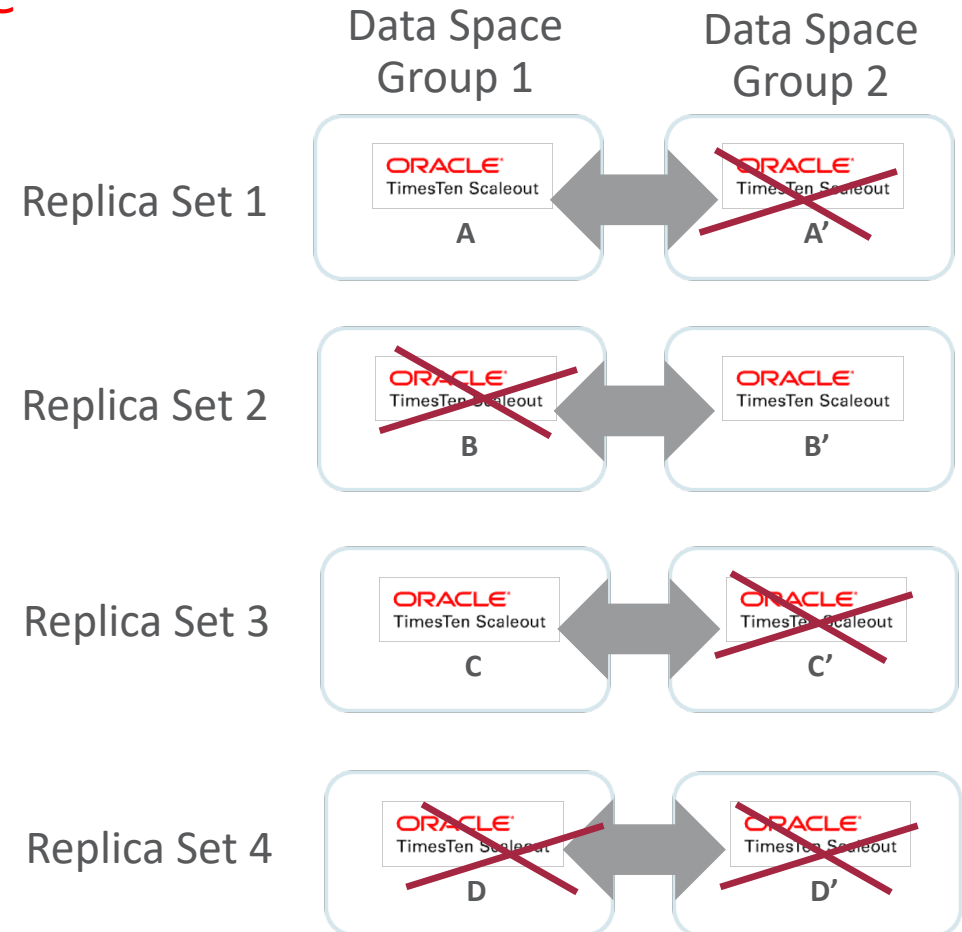 Data Space
Group 1
Data Space
Group 2
Replica Set 1
ORACLE®
TimesTen Scaleout
A
ORACLE®
TimesTen Scaleout
A’
Replica Set 2
ORACLE®
TimesTen Scaleout
B
ORACLE®
TimesTen Scaleout
B’
Replica Set 3
ORACLE®
TimesTen Scaleout
C
ORACLE®
TimesTen Scaleout
C’
Replica Set 4
ORACLE®
TimesTen Scaleout
D
ORACLE®
TimesTen Scaleout
D’